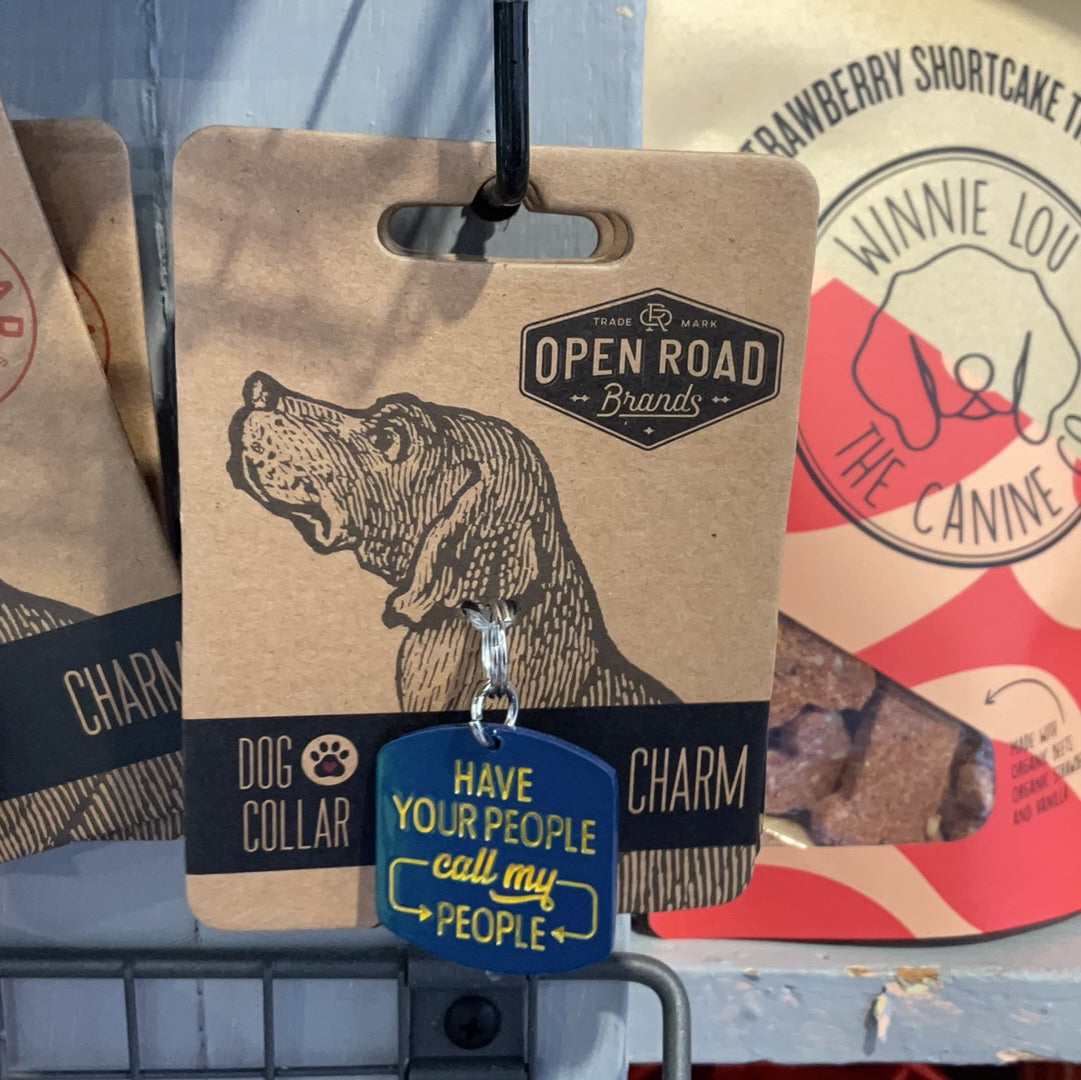 TRADE MARK
OPEN ROAD
Brands
DOG
COLLAR
CHARM
HAVE
YOUR PEOPLE
call my
PEOPLE
CHARM
STRAWBERRY SHORTCAKE
WINNIE LOU
THE CANINE
MADE WITH
ORGANIC BEETS
ORGANIC
AND VANILLA